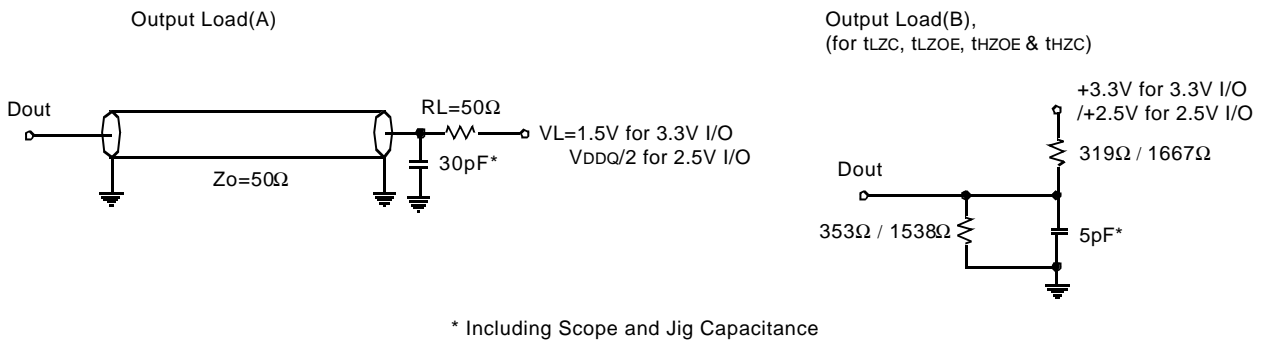 Output Load(A)
Dout
Zo=50Ω
RL=50Ω
30pF*
VL=1.5V for 3.3V I/O
VDDQ/2 for 2.5V I/O
Output Load(B),
(for tLZC, tLZOE, tHZOE & tHZC)
+3.3V for 3.3V I/O
/+2.5V for 2.5V I/O
319Ω / 1667Ω
Dout
353Ω / 1538Ω
5pF*
* Including Scope and Jig Capacitance